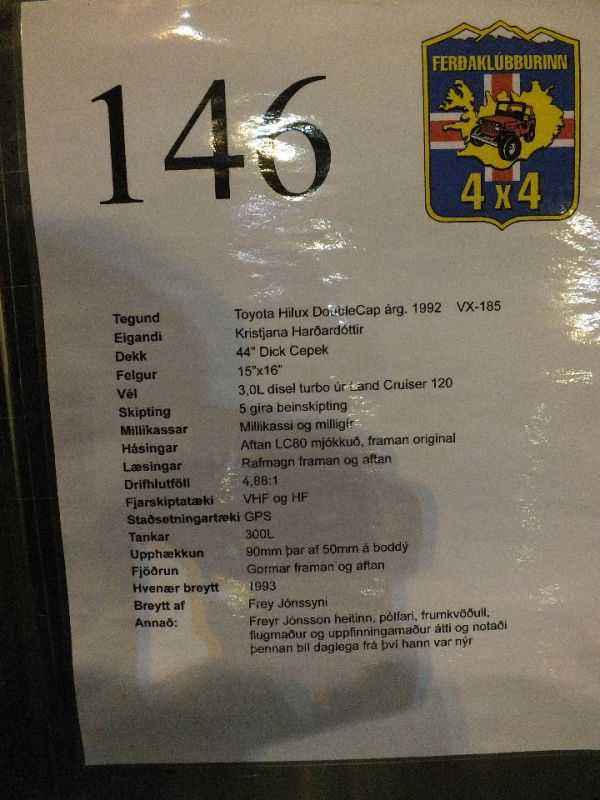 146
FERÐAKLÚBBURINN
4 x 4
Tegund Toyota Hilux DoubleCap árg. 1992 VX-185
Eigandi Kristjana Harðardóttir
Dekk 44" Dick Cepek
Felgur 15"x16"
Vél 3,0L disel turbo úr Land Cruiser 120
Skipting 5 gira beinskipting
Millikassar Millikassi og milligír
Hásingar Aftan LC80 mjókkuð, framan original
Læsingar Rafmagn framan og aftan
Drifhlutföll 4,88:1
Fjarskiptatæki VHF og HF
Staðsetningartæki GPS
Tankar 300L
Upphækkun 90mm þar af 50mm á boddý
Fjöðrun Gormar framan og aftan
Hvenær breytt 1993
Breytt af Frey Jónssyni
Annað: Freyr Jónsson heitinn, pólfari, frumkvöðull,
flugmaður og uppfinningamaður átti og notaði
þennan bíl daglega frá því hann var nýr